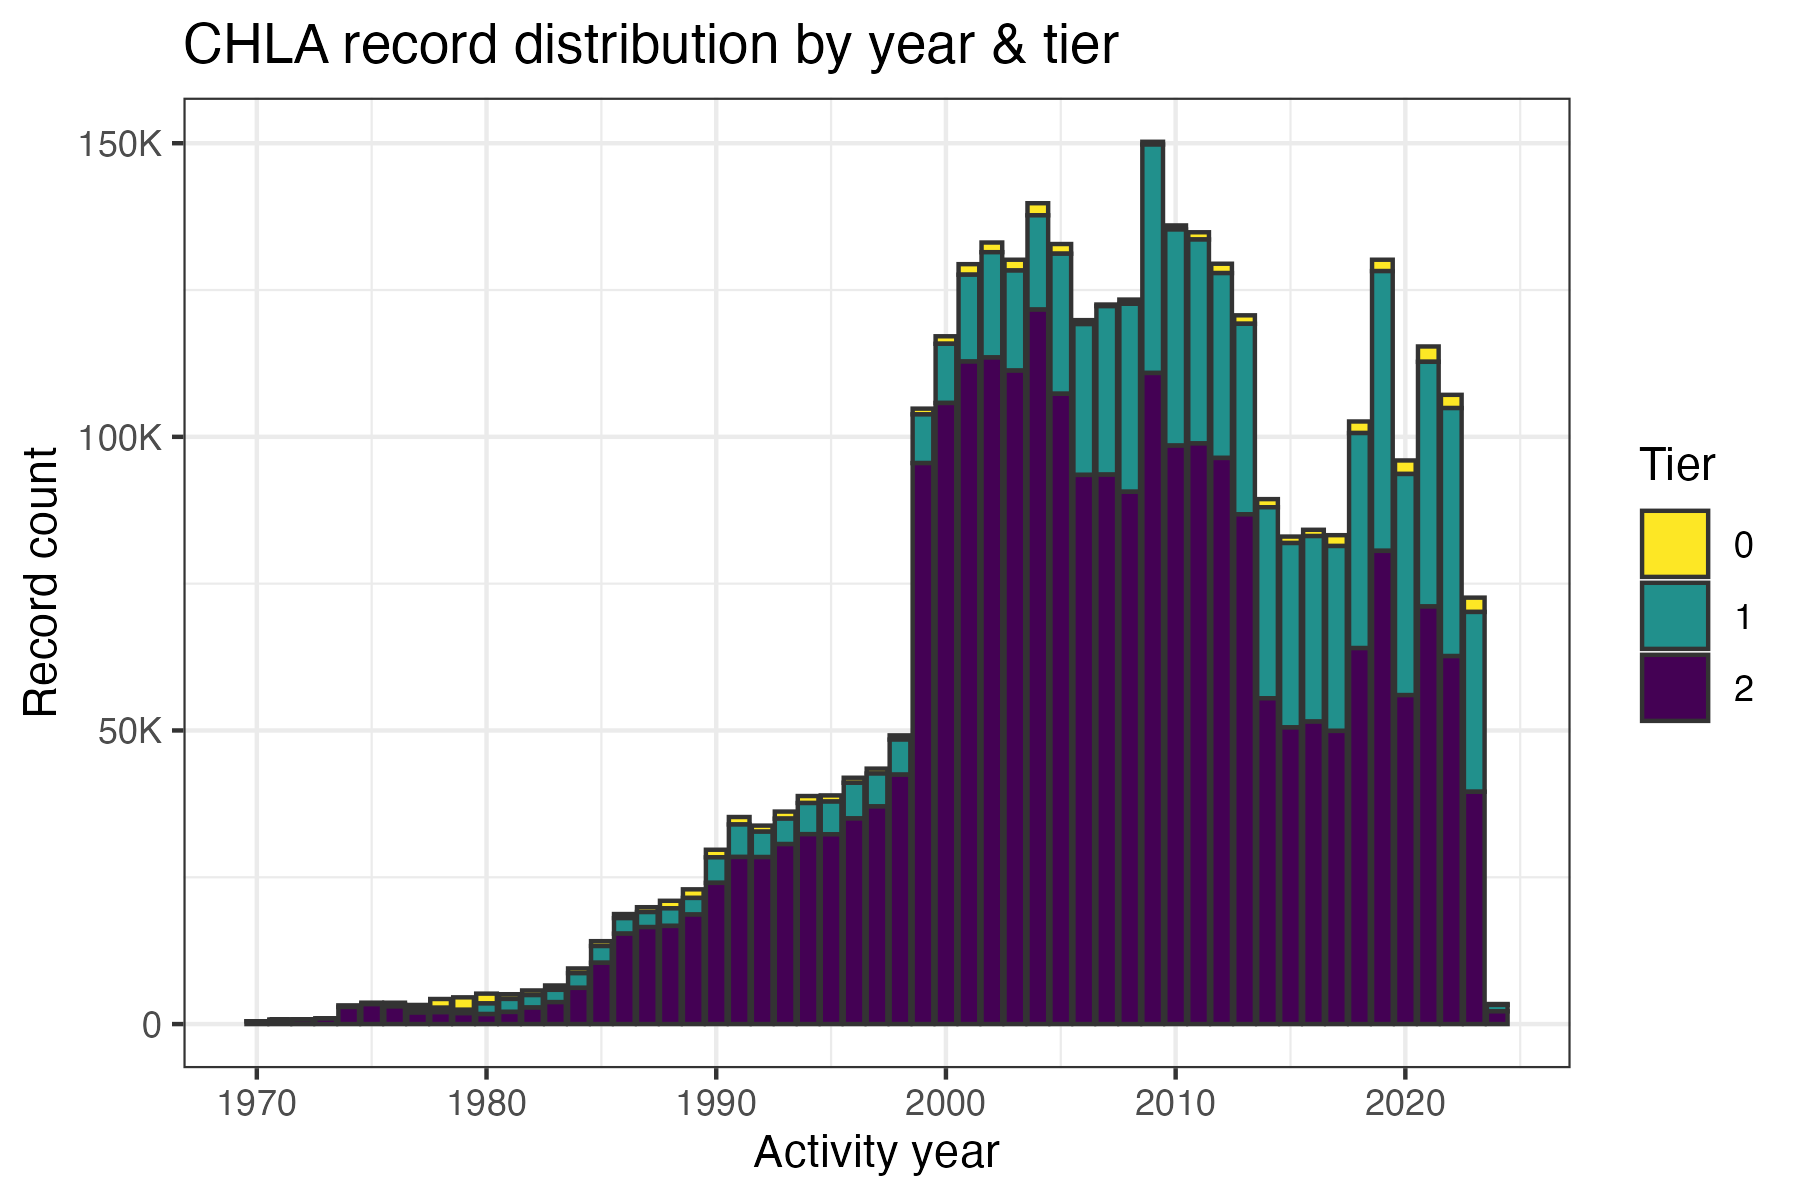 CHLA record distribution by year & tier
150K
100K
50K
0
Record count
1970 1980 1990 2000 2010 2020
Activity year
Tier
0
1
2